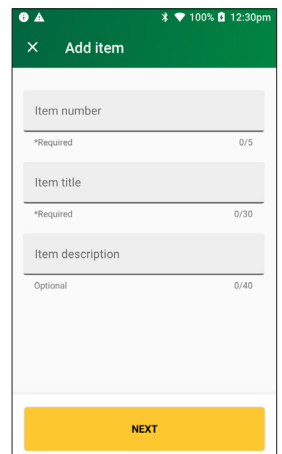 100% 12:30pm
× Add item
Item number
*Required 0/5
Item title
*Required 0/30
Item description
Optional 0/40
NEXT